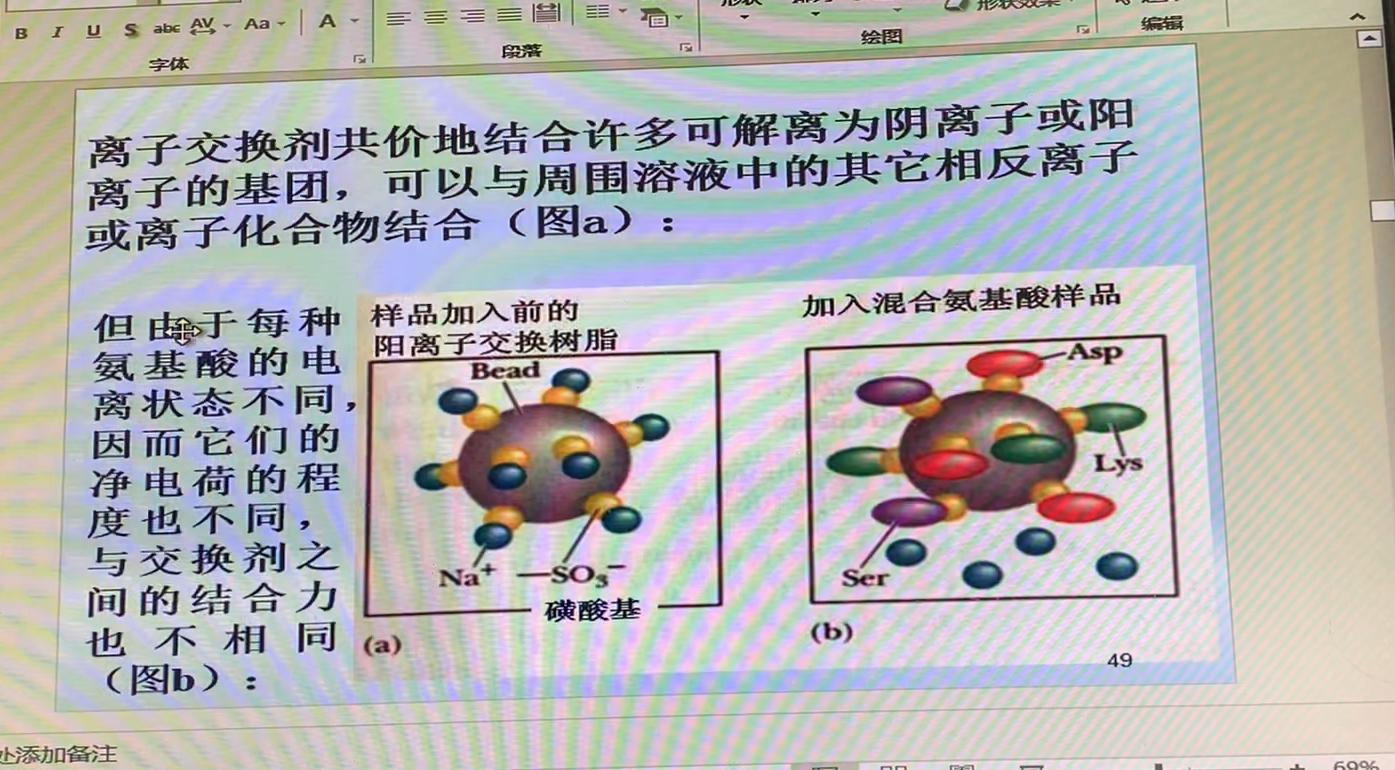 B I U S abc AV Aa A
字体
段落
绘图
编辑
离子交换剂共价地结合许多可解离为阴离子或阳
离子的基团，可以与周围溶液中的其它相反离子
或离子化合物结合（图a）：
但由于每种
氨基酸的电
离状态不同，
因而它们的
净电荷的程
度也不同，
与交换剂之
间的结合力
也不相同
（图b）：
样品加入前的
阳离子交换树脂
Bead
Na⁺ —SO₃⁻
磺酸基
(a)
加入混合氨基酸样品
Asp
Lys
Ser
(b)
49
处添加备注
69%